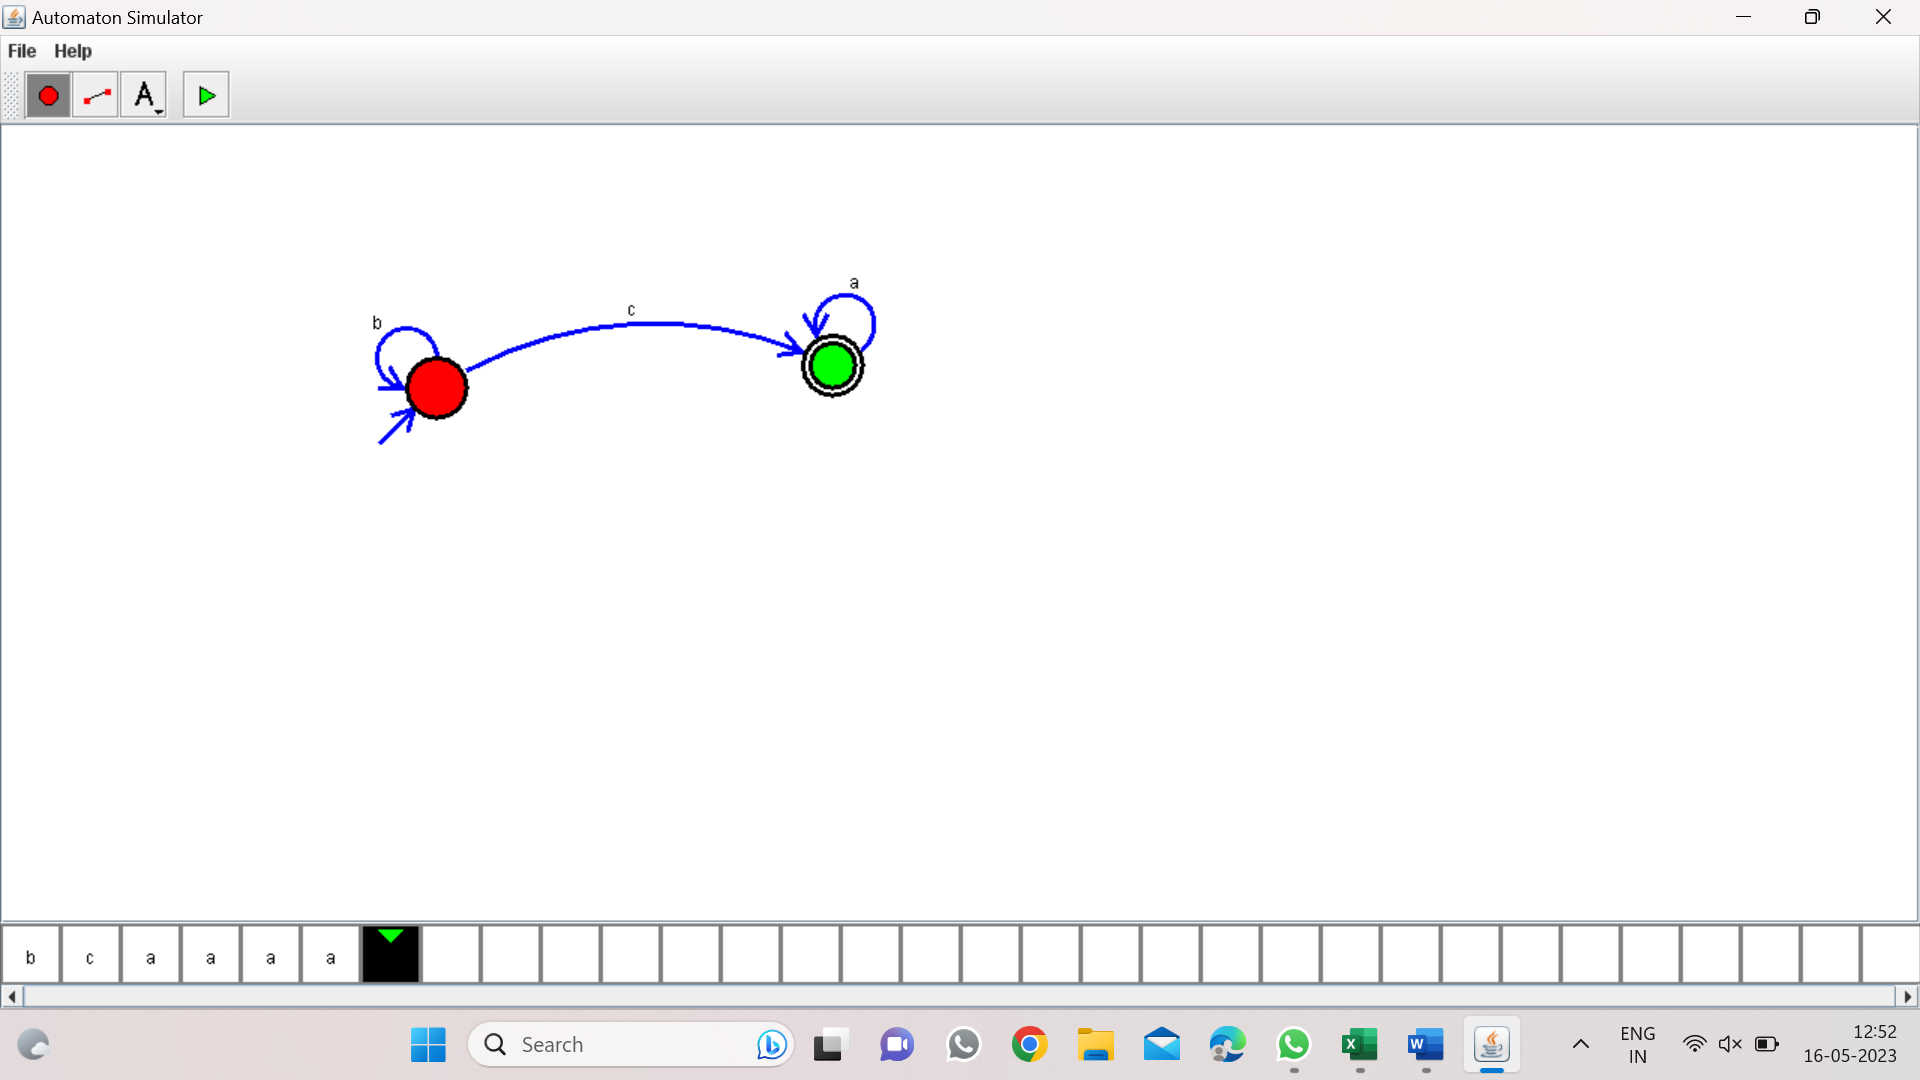 Automaton Simulator
File Help
A
a
c
b
b c a a a a
Search
ENG
IN
12:52
16-05-2023